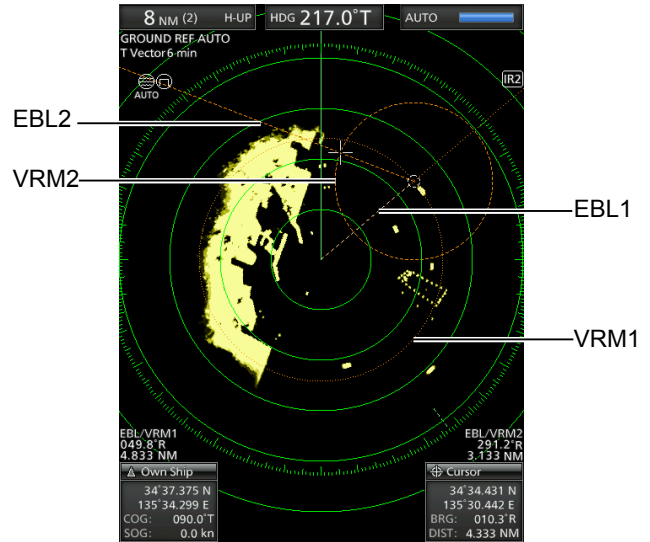 8 NM (2) H-UP HDG 217.0°T AUTO
GROUND REF AUTO
T Vector 6 min
IR2
AUTO
EBL2
VRM2
EBL1
VRM1
EBL/VRM1
049.8°R
4.833 NM
EBL/VRM2
291.2°R
3.133 NM
Own Ship
34°37.375 N
135°34.299 E
COG: 090.0°T
SOG: 0.0 kn
Cursor
34°34.431 N
135°30.442 E
BRG: 010.3°R
DIST: 4.333 NM